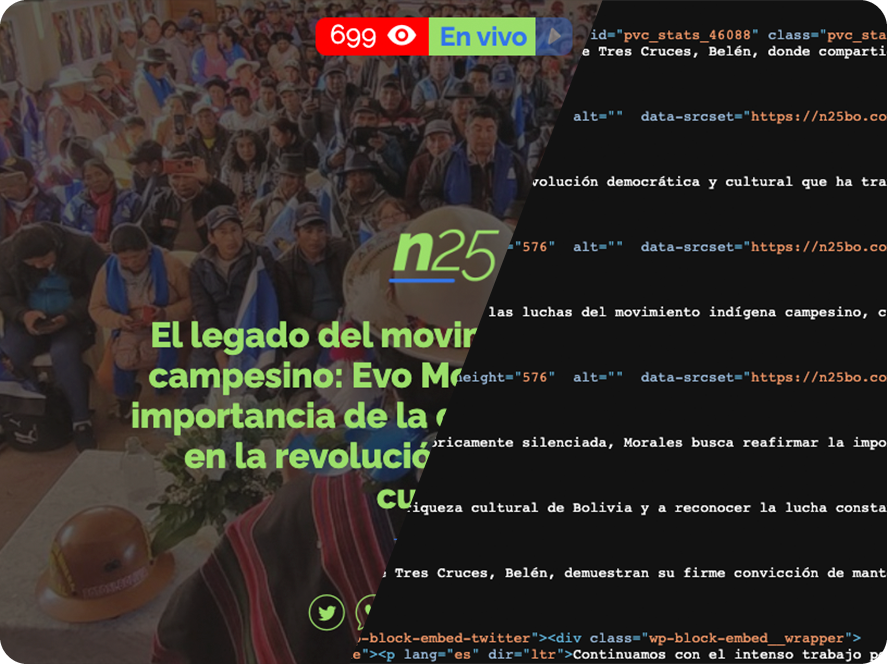 699 En vivo
n25
El legado del movim
campesino: Evo Mo
importancia de la
en la revolució
cu
id="pvc_stats_46088" class="pvc_sta
e Tres Cruces, Belén, donde comparti
alt="" data-srcset="https://n25bo.co
volución democrática y cultural que ha tra
="576" alt="" data-srcset="https://n25bo.co
las luchas del movimiento indígena campesino, c
eight="576" alt="" data-srcset="https://n25bo.co
óricamente silenciada, Morales busca reafirmar la impo
iqueza cultural de Bolivia y a reconocer la lucha consta
Tres Cruces, Belén, demuestran su firme convicción de mant
-block-embed-twitter"><div class="wp-block-embed__wrapper">
e"><p lang="es" dir="ltr">Continuamos con el intenso trabajo p